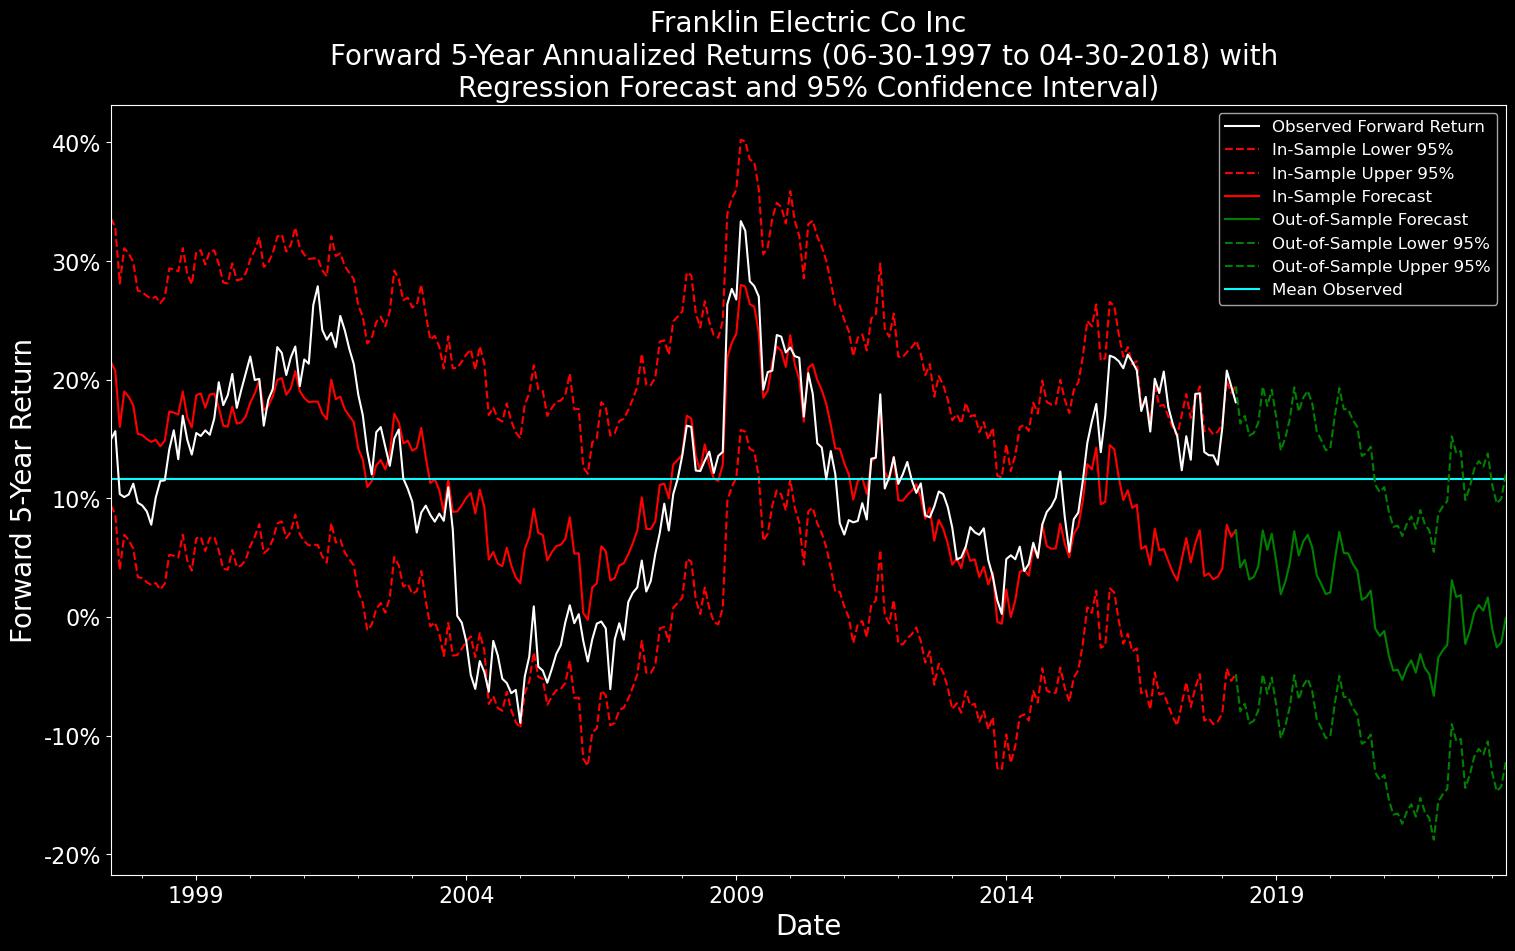 Franklin Electric Co Inc
Forward 5-Year Annualized Returns (06-30-1997 to 04-30-2018) with
Regression Forecast and 95% Confidence Interval)
Observed Forward Return
In-Sample Lower 95%
In-Sample Upper 95%
In-Sample Forecast
Out-of-Sample Forecast
Out-of-Sample Lower 95%
Out-of-Sample Upper 95%
Mean Observed
Forward 5-Year Return
40%
30%
20%
10%
0%
-10%
-20%
1999 2004 2009 2014 2019
Date